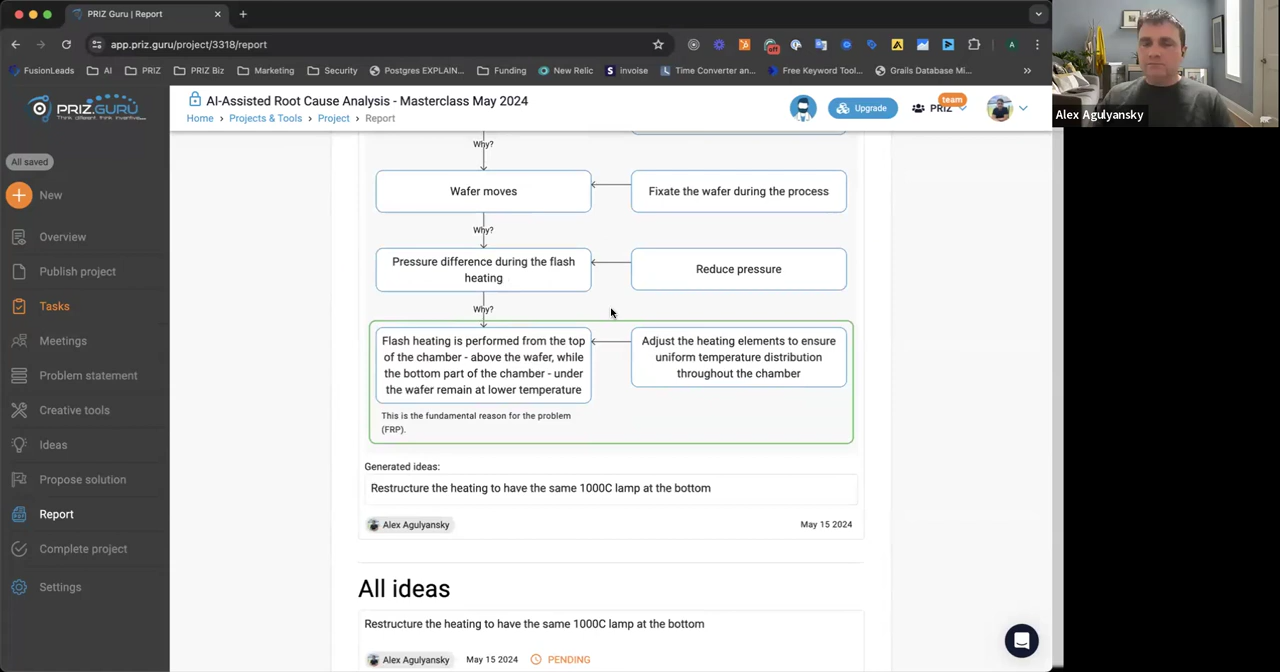 PRIZ Guru | Report
app.priz.guru/project/3318/report
FusionLeads
AI
PRIZ
PRIZ Biz
Marketing
Security
Postgres EXPLAIN...
Funding
New Relic
invoise
Time Converter an...
Free Keyword Tool...
Grails Database Mi...
off
A
Alex Agulyansky
PRIZ.GURU
Think different. think inventive.
AI-Assisted Root Cause Analysis - Masterclass May 2024
Home > Projects & Tools > Project > Report
Upgrade
PRIZ
team
All saved
New
Overview
Publish project
Tasks
Meetings
Problem statement
Creative tools
Ideas
Propose solution
Report
Complete project
Settings
Why?
Wafer moves
Fixate the wafer during the process
Why?
Pressure difference during the flash
heating
Reduce pressure
Why?
Flash heating is performed from the top
of the chamber - above the wafer, while
the bottom part of the chamber - under
the wafer remain at lower temperature
Adjust the heating elements to ensure
uniform temperature distribution
throughout the chamber
This is the fundamental reason for the problem
(FRP).
Generated ideas:
Restructure the heating to have the same 1000C lamp at the bottom
Alex Agulyansky
May 15 2024
All ideas
Restructure the heating to have the same 1000C lamp at the bottom
Alex Agulyansky
May 15 2024
PENDING